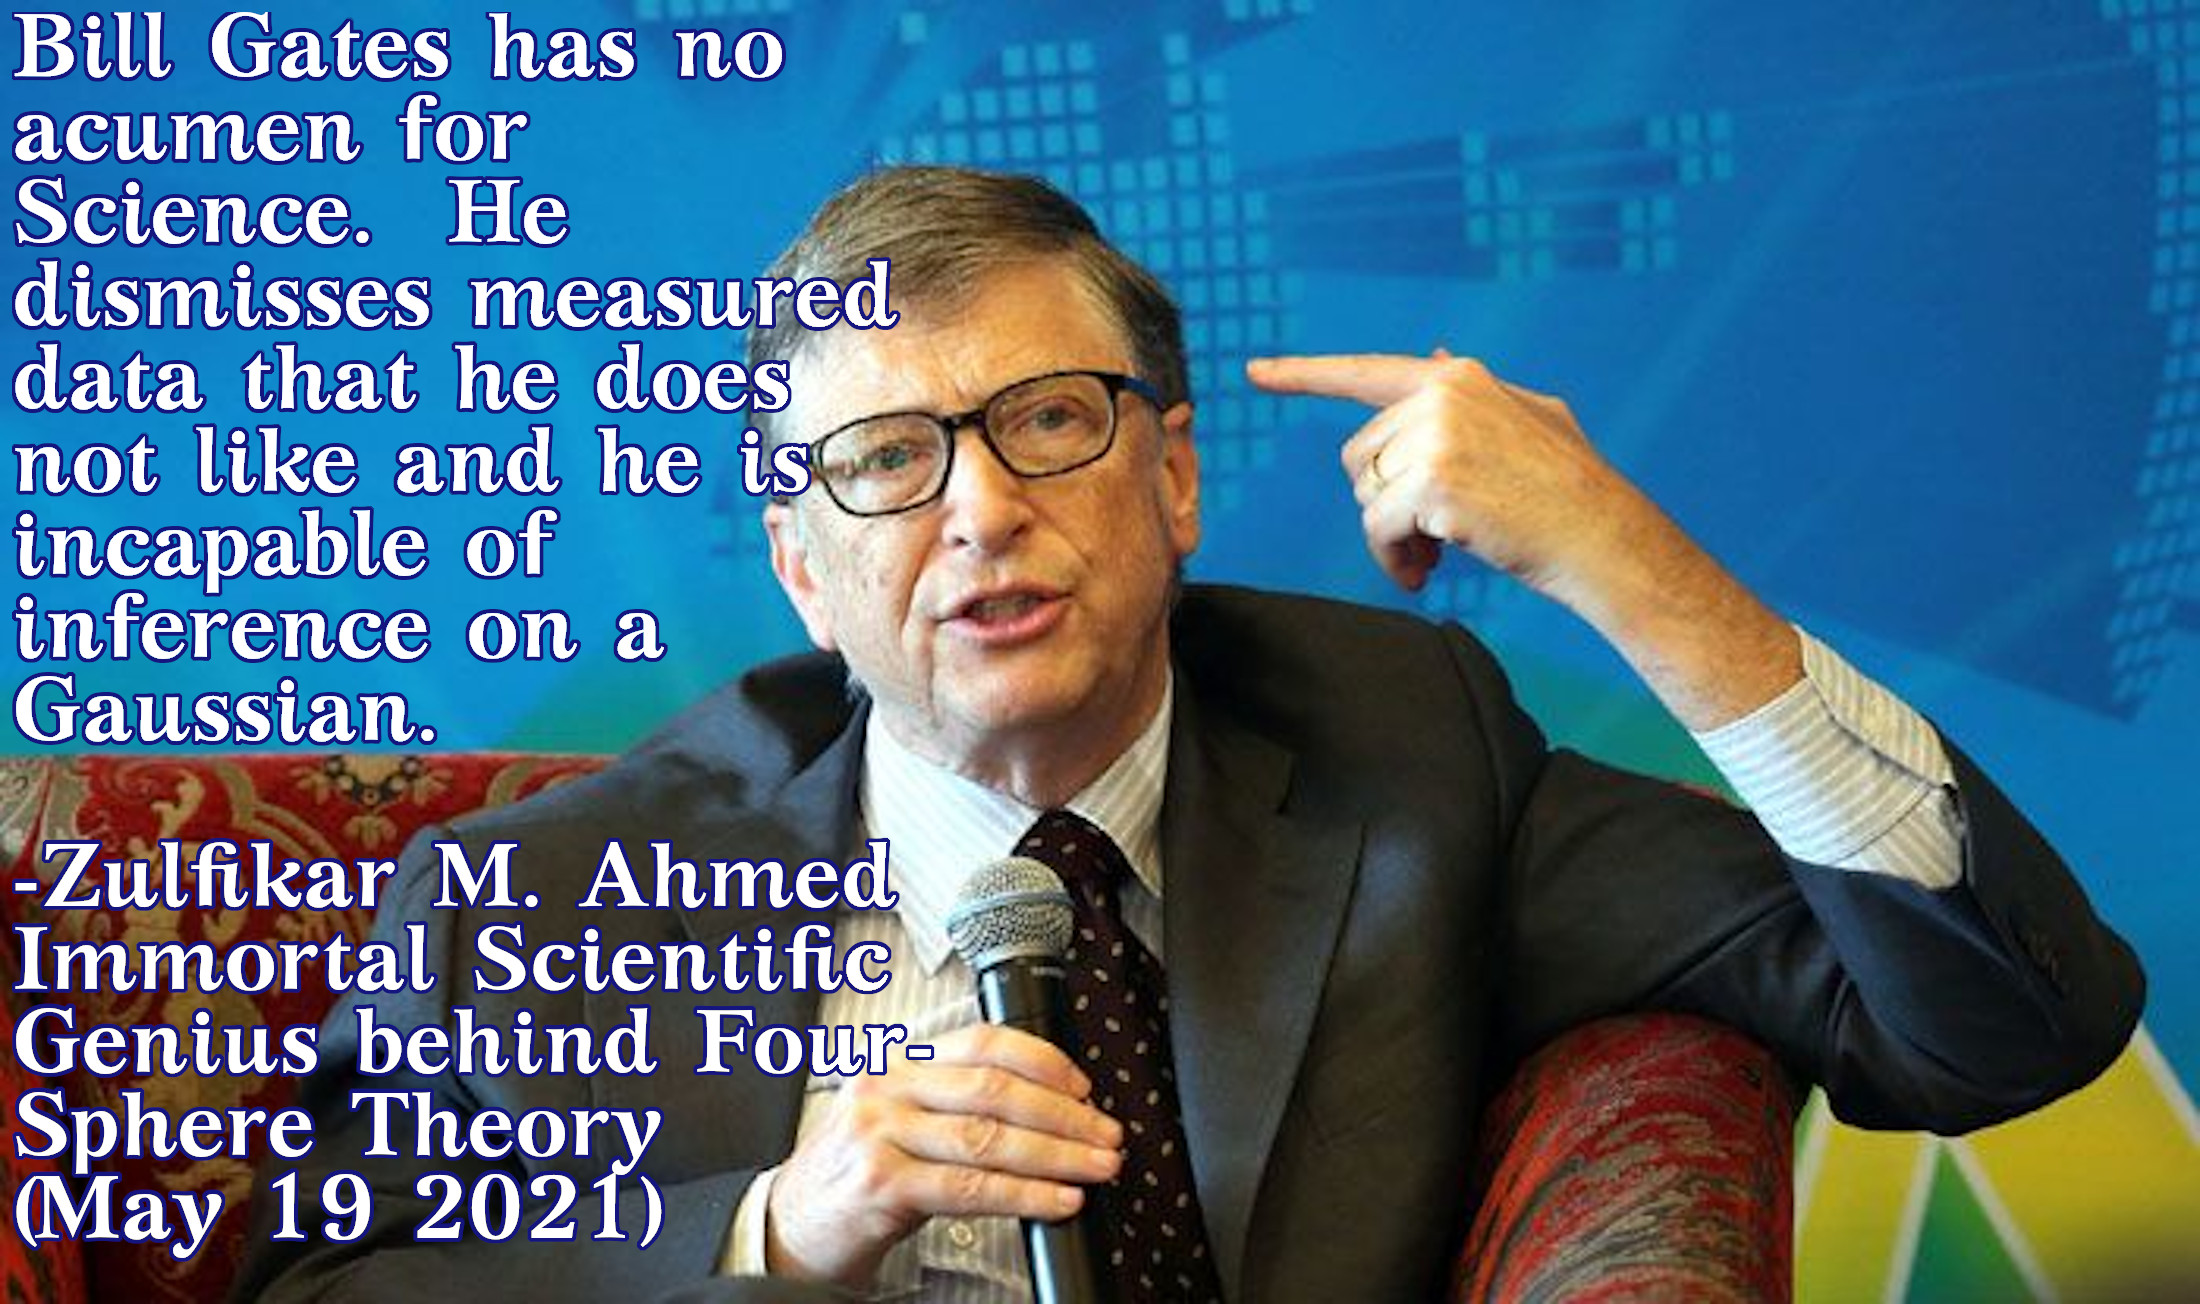 Bill Gates has no
acumen for
Science.  He
dismisses measured
data that he does
not like and he is
incapable of
inference on a
Gaussian.
-Zulfikar M. Ahmed
Immortal Scientific
Genius behind Four-
Sphere Theory
(May 19 2021)